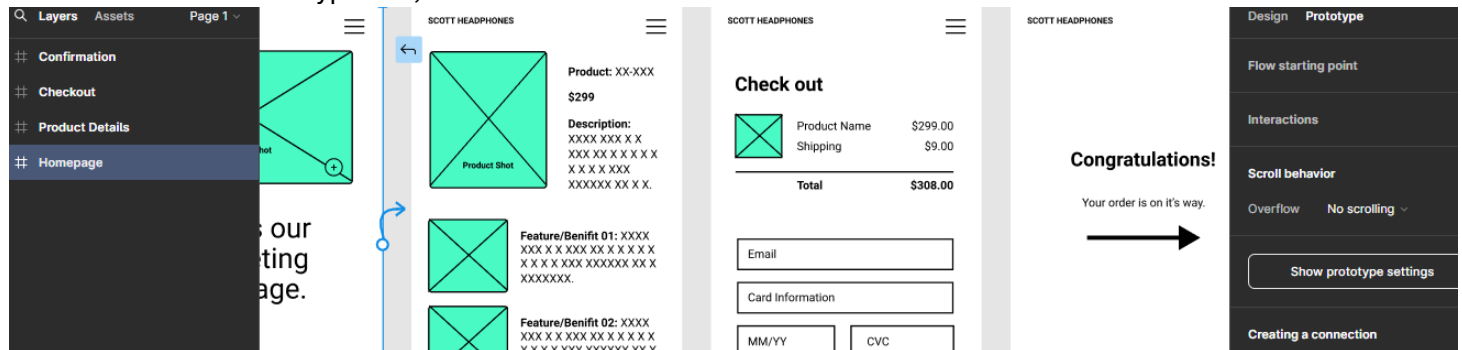 Layers Assets Page 1
Confirmation
Checkout
Product Details
Homepage
hot
our
eting
age.
SCOTT HEADPHONES
Product: XX-XXX
$299
Description:
XXXX XXX X X
XXX XX X X X X X
X X X X XXX
XXXXXX XX X X.
Product Shot
Feature/Benifit 01: XXXX
XXX X X XXX XX X X X X X
X X X X XXX XXXXXX XX X
XXXXXXX.
Feature/Benifit 02: XXXX
XXX X X XXX XX X X X X X
SCOTT HEADPHONES
Check out
Product Name $299.00
Shipping $9.00
Total $308.00
Email
Card Information
MM/YY CVC
SCOTT HEADPHONES
Congratulations!
Your order is on it's way.
Design Prototype
Flow starting point
Interactions
Scroll behavior
Overflow No scrolling
Show prototype settings
Creating a connection